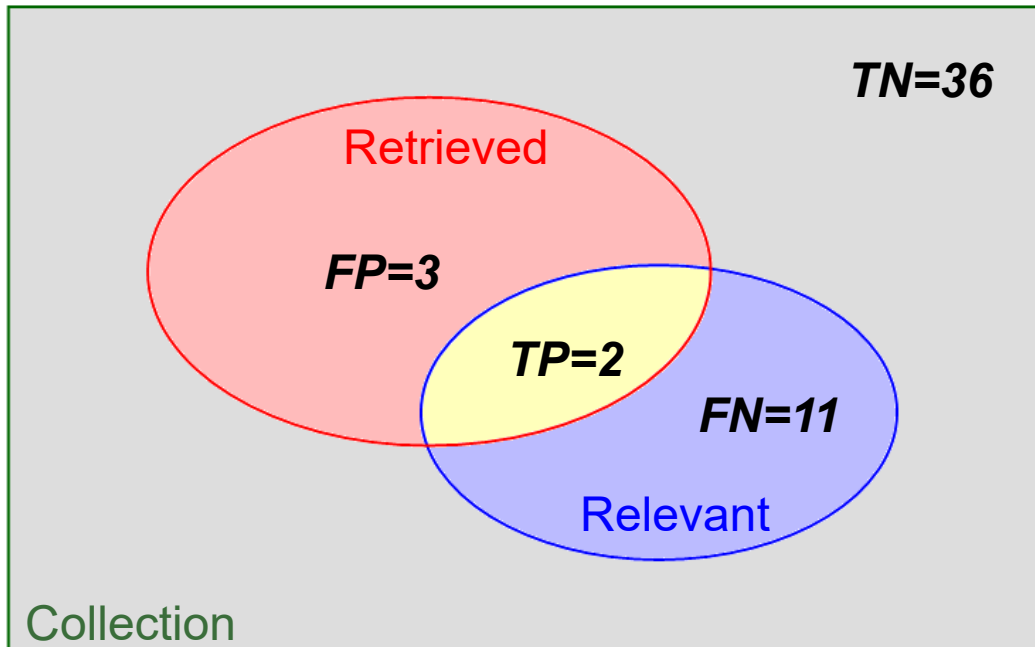 TN=36
Retrieved
FP=3
TP=2
FN=11
Relevant
Collection